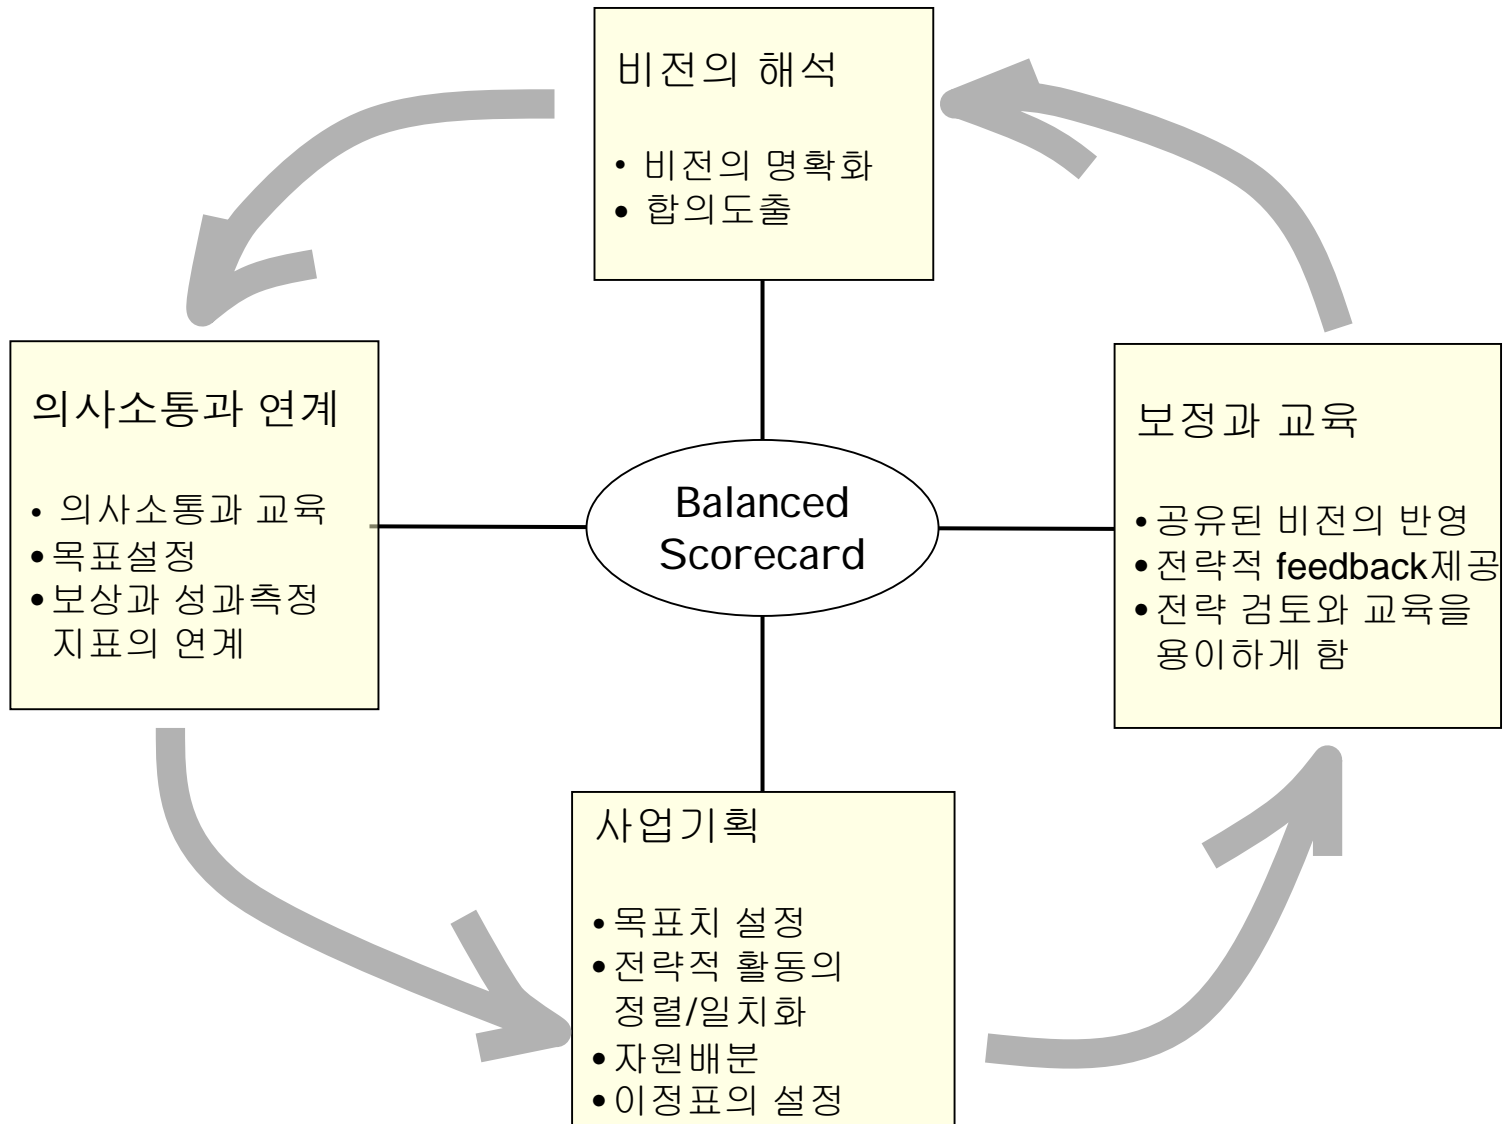 비전의 해석
• 비전의 명확화
• 합의도출
의사소통과 연계
• 의사소통과 교육
• 목표설정
• 보상과 성과측정
지표의 연계
Balanced
Scorecard
보정과 교육
• 공유된 비전의 반영
• 전략적 feedback제공
• 전략 검토와 교육을
용이하게 함
사업기획
• 목표치 설정
• 전략적 활동의
정렬/일치화
• 자원배분
• 이정표의 설정